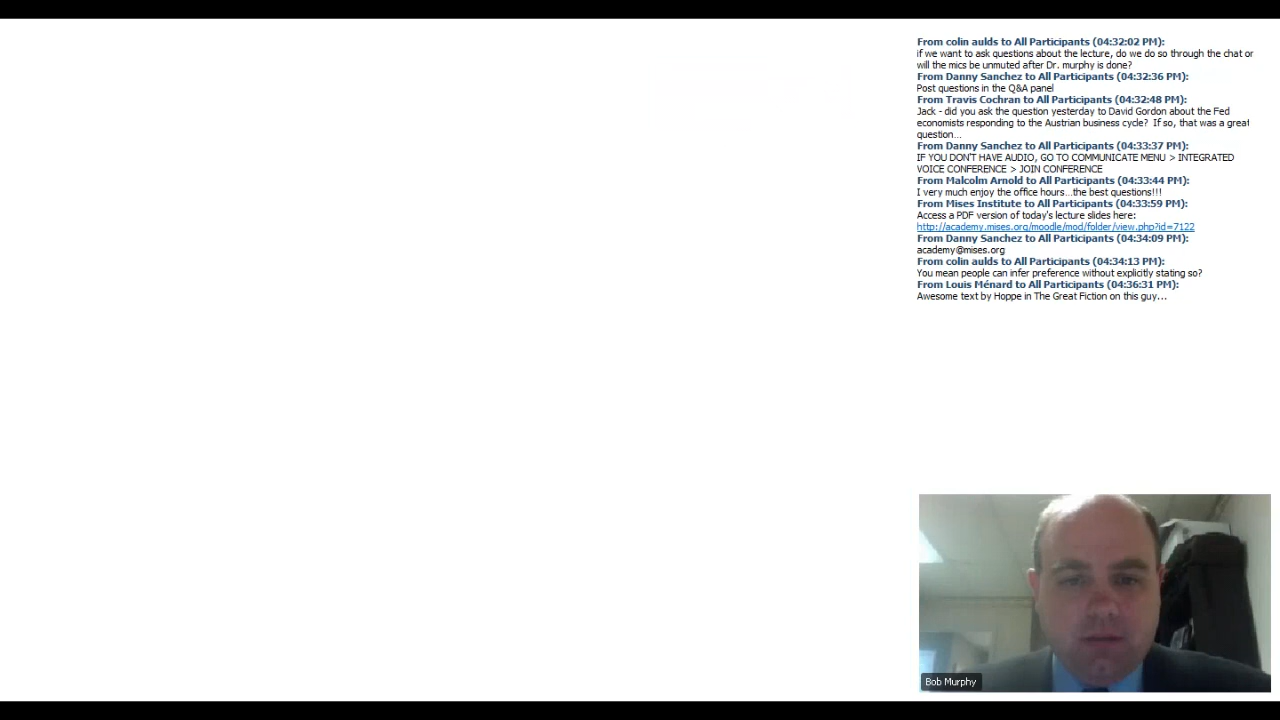 From colin aulds to All Participants (04:32:02 PM):
if we want to ask questions about the lecture, do we do so through the chat or
will the mics be unmuted after Dr. murphy is done?
From Danny Sanchez to All Participants (04:32:36 PM):
Post questions in the Q&A panel
From Travis Cochran to All Participants (04:32:48 PM):
Jack - did you ask the question yesterday to David Gordon about the Fed
economists responding to the Austrian business cycle?  If so, that was a great
question...
From Danny Sanchez to All Participants (04:33:37 PM):
IF YOU DON'T HAVE AUDIO, GO TO COMMUNICATE MENU > INTEGRATED
VOICE CONFERENCE > JOIN CONFERENCE
From Malcolm Arnold to All Participants (04:33:44 PM):
I very much enjoy the office hours...the best questions!!!
From Mises Institute to All Participants (04:33:59 PM):
Access a PDF version of today's lecture slides here:
http://academy.mises.org/moodle/mod/folder/view.php?id=7122
From Danny Sanchez to All Participants (04:34:09 PM):
academy@mises.org
From colin aulds to All Participants (04:34:13 PM):
You mean people can infer preference without explicitly stating so?
From Louis Ménard to All Participants (04:36:31 PM):
Awesome text by Hoppe in The Great Fiction on this guy...
Bob Murphy